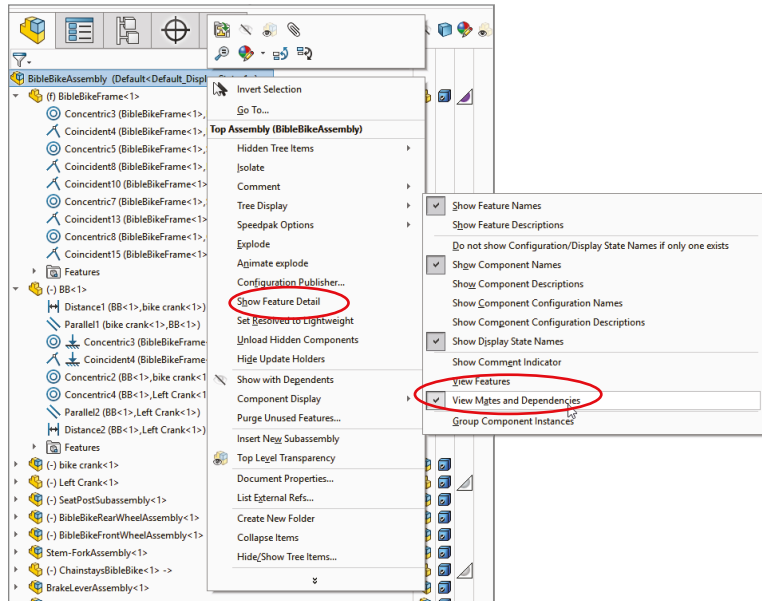 BibleBikeAssembly (Default<Default_Displ
(f) BibleBikeFrame<1>
Concentric3 (BibleBikeFrame<1>,
Coincident4 (BibleBikeFrame<1>,
Concentric5 (BibleBikeFrame<1>,
Coincident8 (BibleBikeFrame<1>
Coincident10 (BibleBikeFrame<1>
Concentric7 (BibleBikeFrame<1>,
Coincident13 (BibleBikeFrame<1>
Concentric8 (BibleBikeFrame<1>,
Coincident15 (BibleBikeFrame<1>
Features
(-) BB<1>
Distance1 (BB<1>,bike crank<1>)
Parallel1 (bike crank<1>,BB<1>)
Concentric3 (BibleBikeFrame
Coincident4 (BibleBikeFrame
Concentric2 (BB<1>,bike crank<1
Concentric4 (BB<1>,Left Crank<1
Parallel2 (BB<1>,Left Crank<1>)
Distance2 (BB<1>,Left Crank<1>)
Features
(-) bike crank<1>
(-) Left Crank<1>
(-) SeatPostSubassembly<1>
(-) BibleBikeRearWheelAssembly<1>
(-) BibleBikeFrontWheelAssembly<1>
Stem-ForkAssembly<1>
(-) ChainstaysBibleBike<1> ->
BrakeLeverAssembly<1>
Invert Selection
Go To...
Top Assembly (BibleBikeAssembly)
Hidden Tree Items
Isolate
Comment
Tree Display
Speedpak Options
Explode
Animate explode
Configuration Publisher...
Show Feature Detail
Set Resolved to Lightweight
Unload Hidden Components
Hide Update Holders
Show with Dependents
Component Display
Purge Unused Features...
Insert New Subassembly
Top Level Transparency
Document Properties...
List External Refs...
Create New Folder
Collapse Items
Hide/Show Tree Items...
Show Feature Names
Show Feature Descriptions
Do not show Configuration/Display State Names if only one exists
Show Component Names
Show Component Descriptions
Show Component Configuration Names
Show Component Configuration Descriptions
Show Display State Names
Show Comment Indicator
View Features
View Mates and Dependencies
Group Component Instances